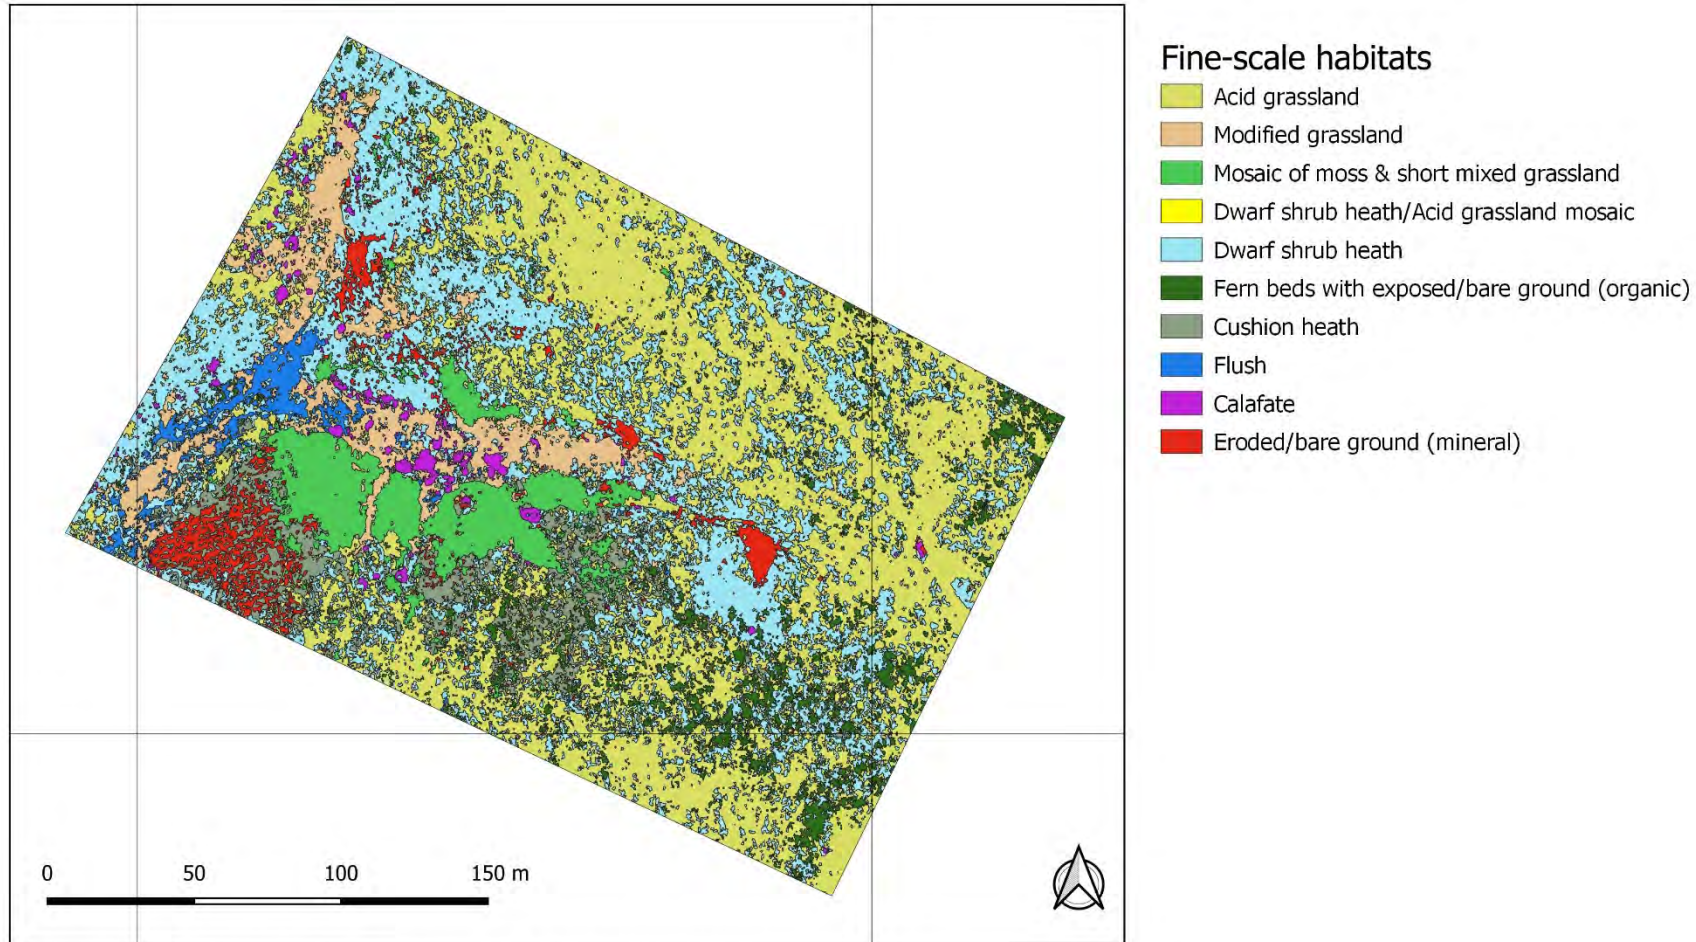 Fine-scale habitats
Acid grassland
Modified grassland
Mosaic of moss & short mixed grassland
Dwarf shrub heath/Acid grassland mosaic
Dwarf shrub heath
Fern beds with exposed/bare ground (organic)
Cushion heath
Flush
Calafate
Eroded/bare ground (mineral)
0 50 100 150 m